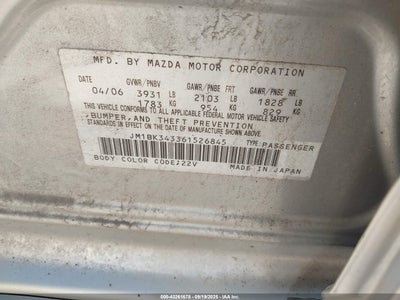 MFD. BY MAZDA MOTOR CORPORATION
DATE GVWR/PNBV GAWR/PNBE FRT GAWR/PNBE RR
04/06 3931 LB 2103 LB 1828 LB
1783 KG 954 KG 829 KG
THIS VEHICLE CONFORMS TO ALL APPLICABLE
FEDERAL MOTOR VEHICLE SAFETY
, BUMPER, AND THEFT PREVENTION
STANDARDS IN EFFECT ON THE DATE OF MANUFACTURE SHOWN ABOVE.
JM1BK343361526845 TYPE:PASSENGER
BODY COLOR CODE:22V MADE IN JAPAN
000-43261678 - 09/19/2025 - IAA Inc.